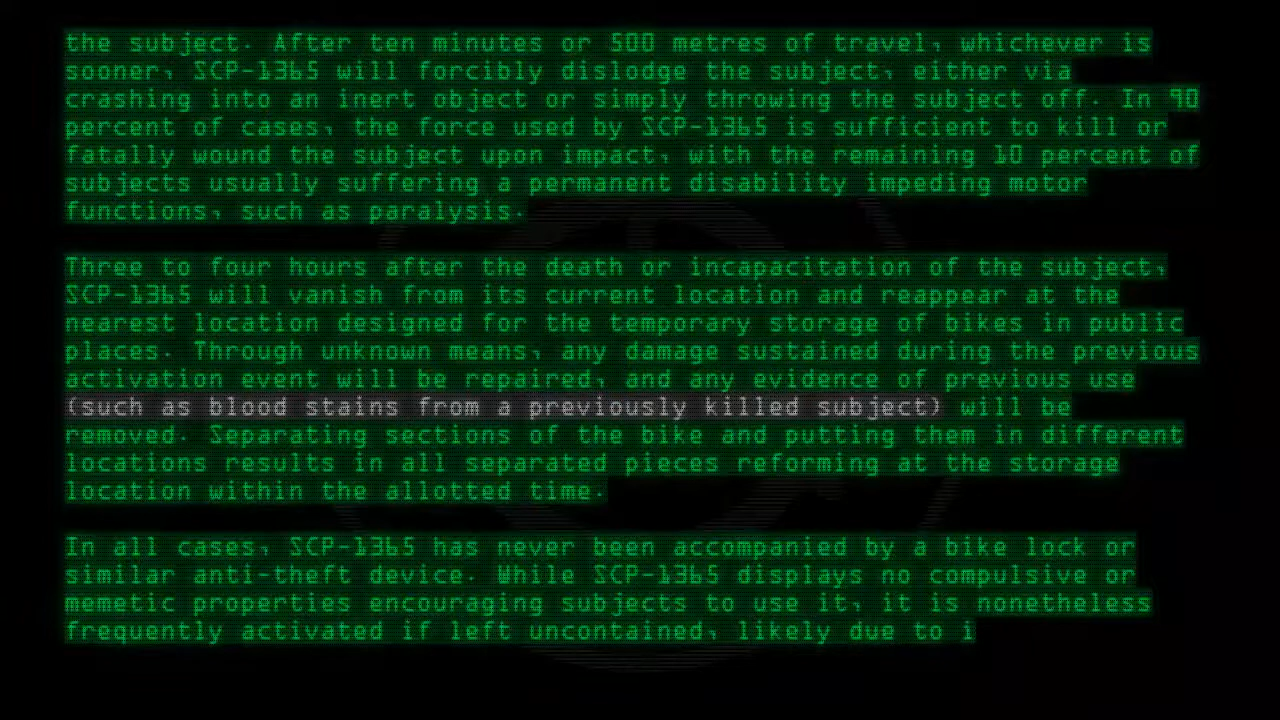 the subject. After ten minutes or 500 metres of travel, whichever is
sooner, SCP-1365 will forcibly dislodge the subject, either via
crashing into an inert object or simply throwing the subject off. In 90
percent of cases, the force used by SCP-1365 is sufficient to kill or
fatally wound the subject upon impact, with the remaining 10 percent of
subjects usually suffering a permanent disability impeding motor
functions, such as paralysis.
Three to four hours after the death or incapacitation of the subject,
SCP-1365 will vanish from its current location and reappear at the
nearest location designed for the temporary storage of bikes in public
places. Through unknown means, any damage sustained during the previous
activation event will be repaired, and any evidence of previous use
(such as blood stains from a previously killed subject) will be
removed. Separating sections of the bike and putting them in different
locations results in all separated pieces reforming at the storage
location within the allotted time.
In all cases, SCP-1365 has never been accompanied by a bike lock or
similar anti-theft device. While SCP-1365 displays no compulsive or
memetic properties encouraging subjects to use it, it is nonetheless
frequently activated if left uncontained, likely due to i